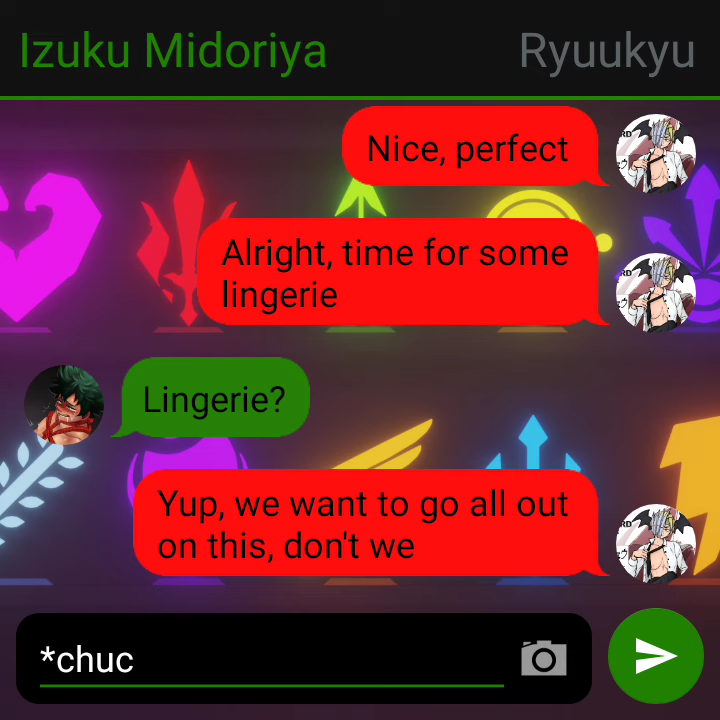 Izuku Midoriya
Ryuukyu
Nice, perfect
Alright, time for some
lingerie
Lingerie?
Yup, we want to go all out
on this, don't we
*chuc